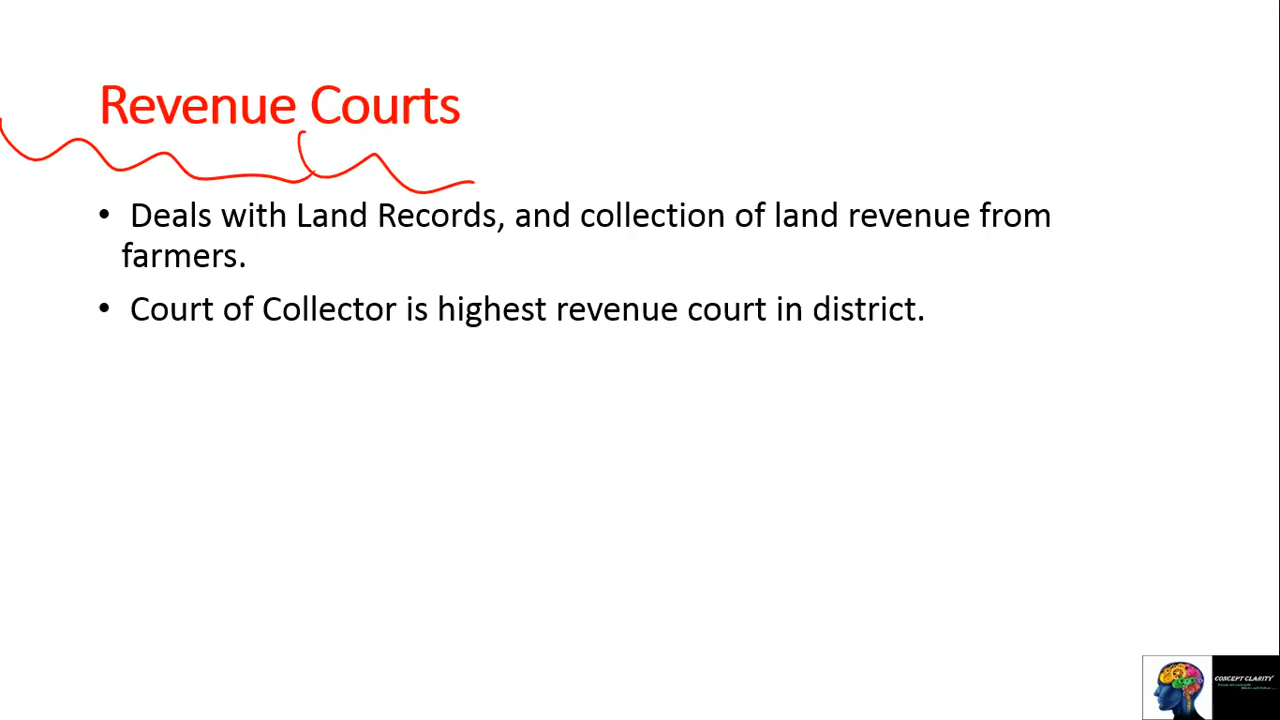 Revenue Courts
• Deals with Land Records, and collection of land revenue from
farmers.
• Court of Collector is highest revenue court in district.
CONCEPT CLARITY